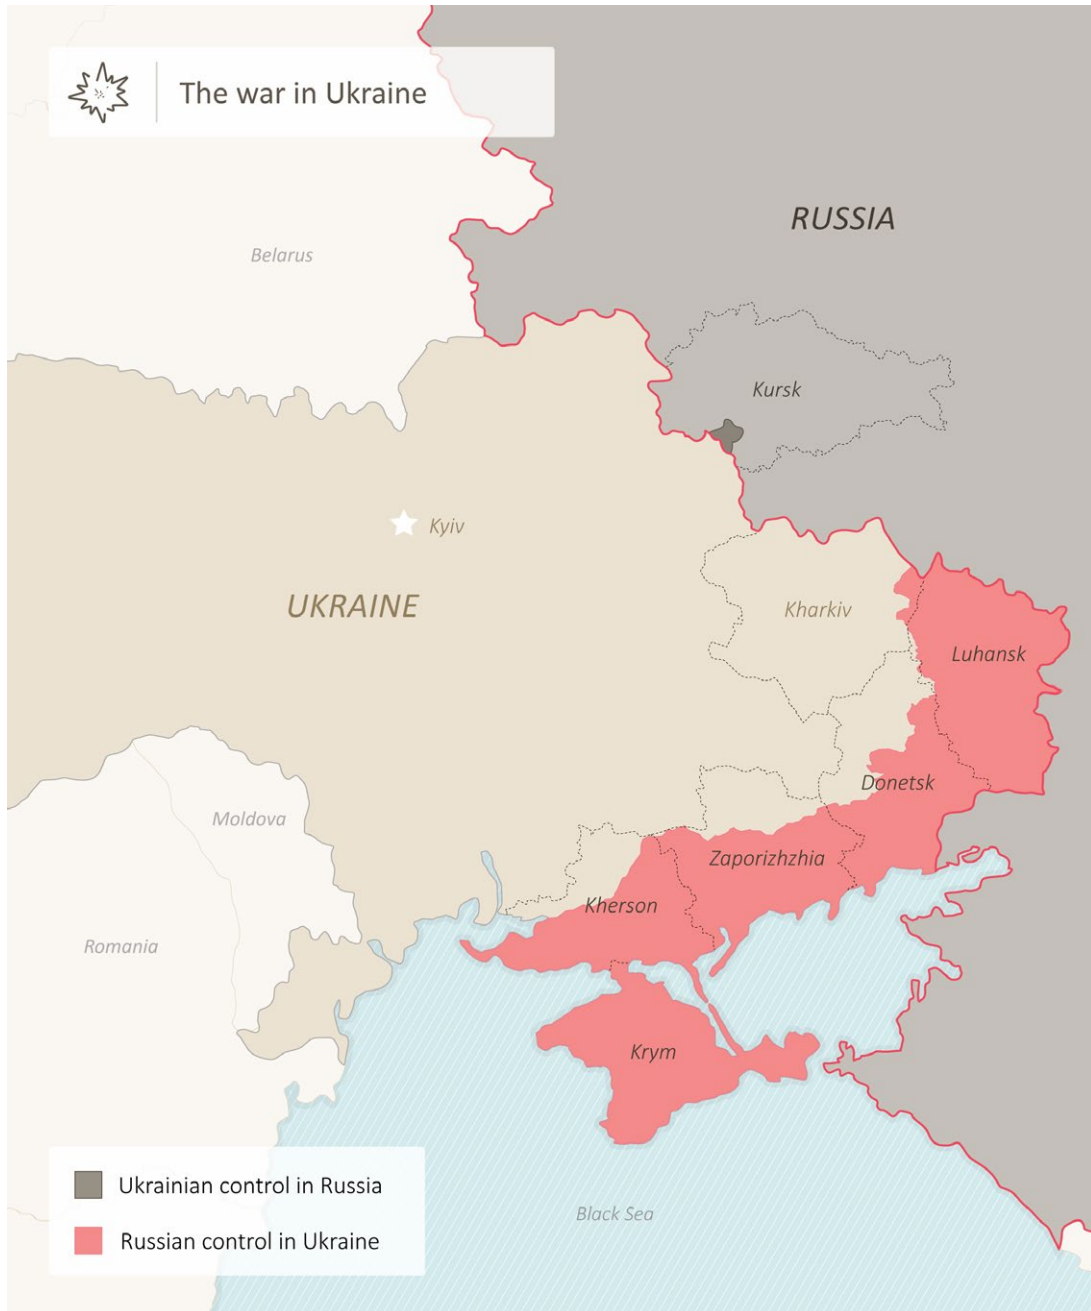 The war in Ukraine
RUSSIA
Belarus
Kursk
Kyiv
UKRAINE
Kharkiv
Luhansk
Donetsk
Moldova
Zaporizhzhia
Kherson
Romania
Krym
Ukrainian control in Russia
Black Sea
Russian control in Ukraine